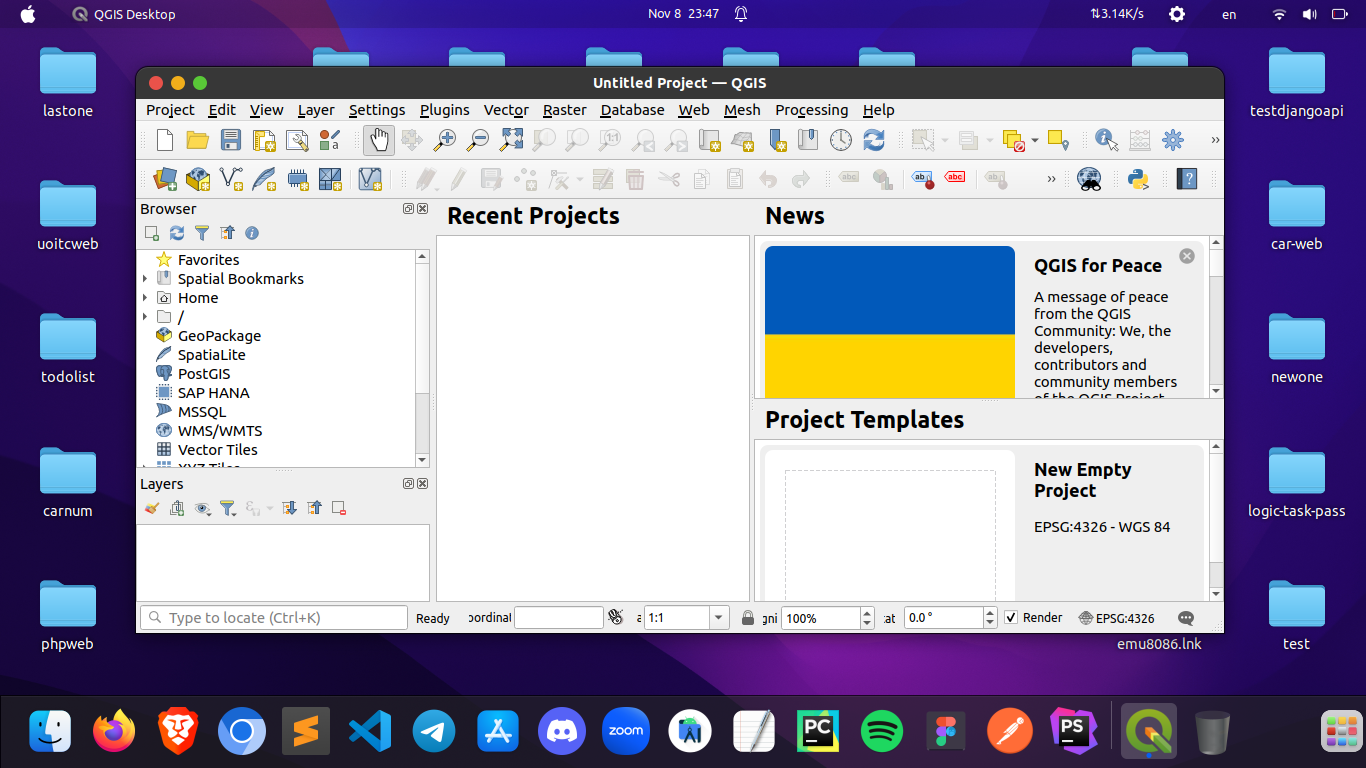 QGIS Desktop
Nov 8 23:47
⇅3.14K/s
en
lastone
testdjangoapi
uoitcweb
car-web
todolist
newone
carnum
logic-task-pass
phpweb
emu8086.lnk
test
Untitled Project — QGIS
Project Edit View Layer Settings Plugins Vector Raster Database Web Mesh Processing Help
Browser
Favorites
Spatial Bookmarks
Home
/
GeoPackage
SpatiaLite
PostGIS
SAP HANA
MSSQL
WMS/WMTS
Vector Tiles
XYZ Tiles
Layers
Recent Projects
News
QGIS for Peace
A message of peace
from the QGIS
Community: We, the
developers,
contributors and
community members
of the QGIS Project
Project Templates
New Empty
Project
EPSG:4326 - WGS 84
Type to locate (Ctrl+K)
Ready
oordinat
1:1
gni
100%
0.0 °
Render
EPSG:4326
zoom
PC
PS